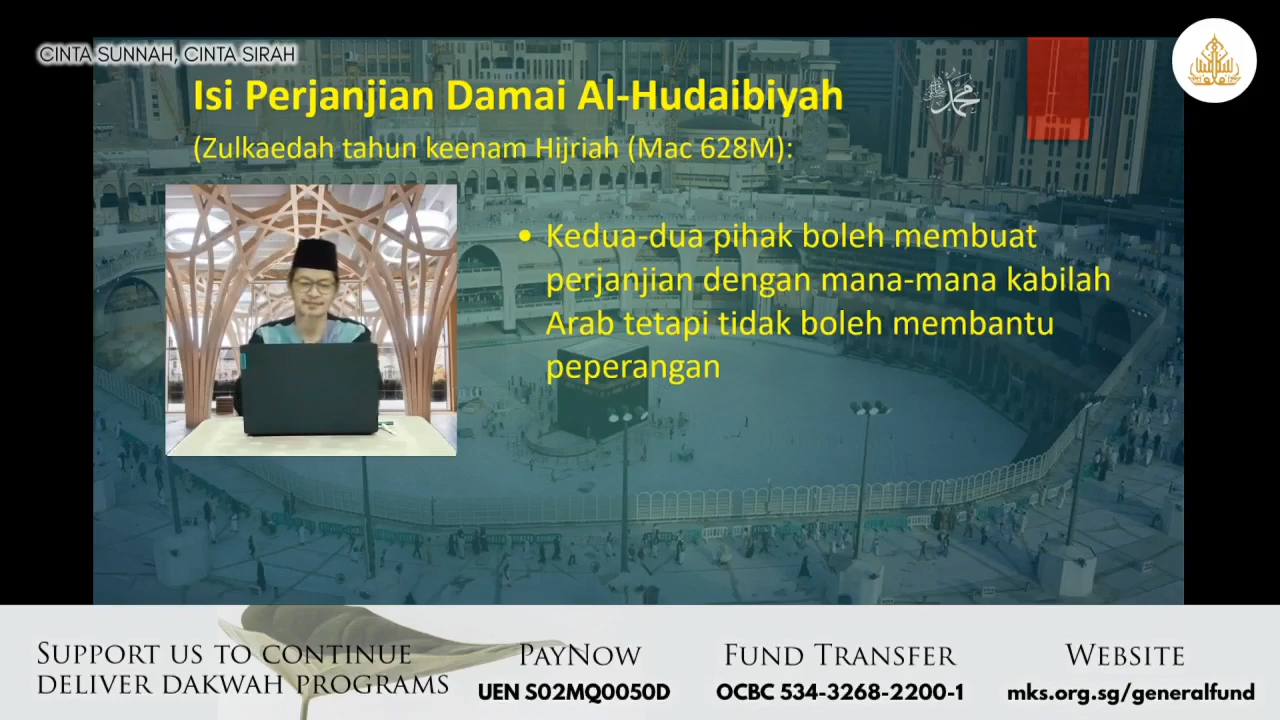 CINTA SUNNAH, CINTA SIRAH
Isi Perjanjian Damai Al-Hudaibiyah
(Zulkaedah tahun keenam Hijriah (Mac 628M):
محمد
• Kedua-dua pihak boleh membuat
perjanjian dengan mana-mana kabilah
Arab tetapi tidak boleh membantu
peperangan
SUPPORT US TO CONTINUE
DELIVER DAKWAH PROGRAMS
PAYNOW
UEN S02MQ0050D
FUND TRANSFER
OCBC 534-3268-2200-1
WEBSITE
mks.org.sg/generalfund